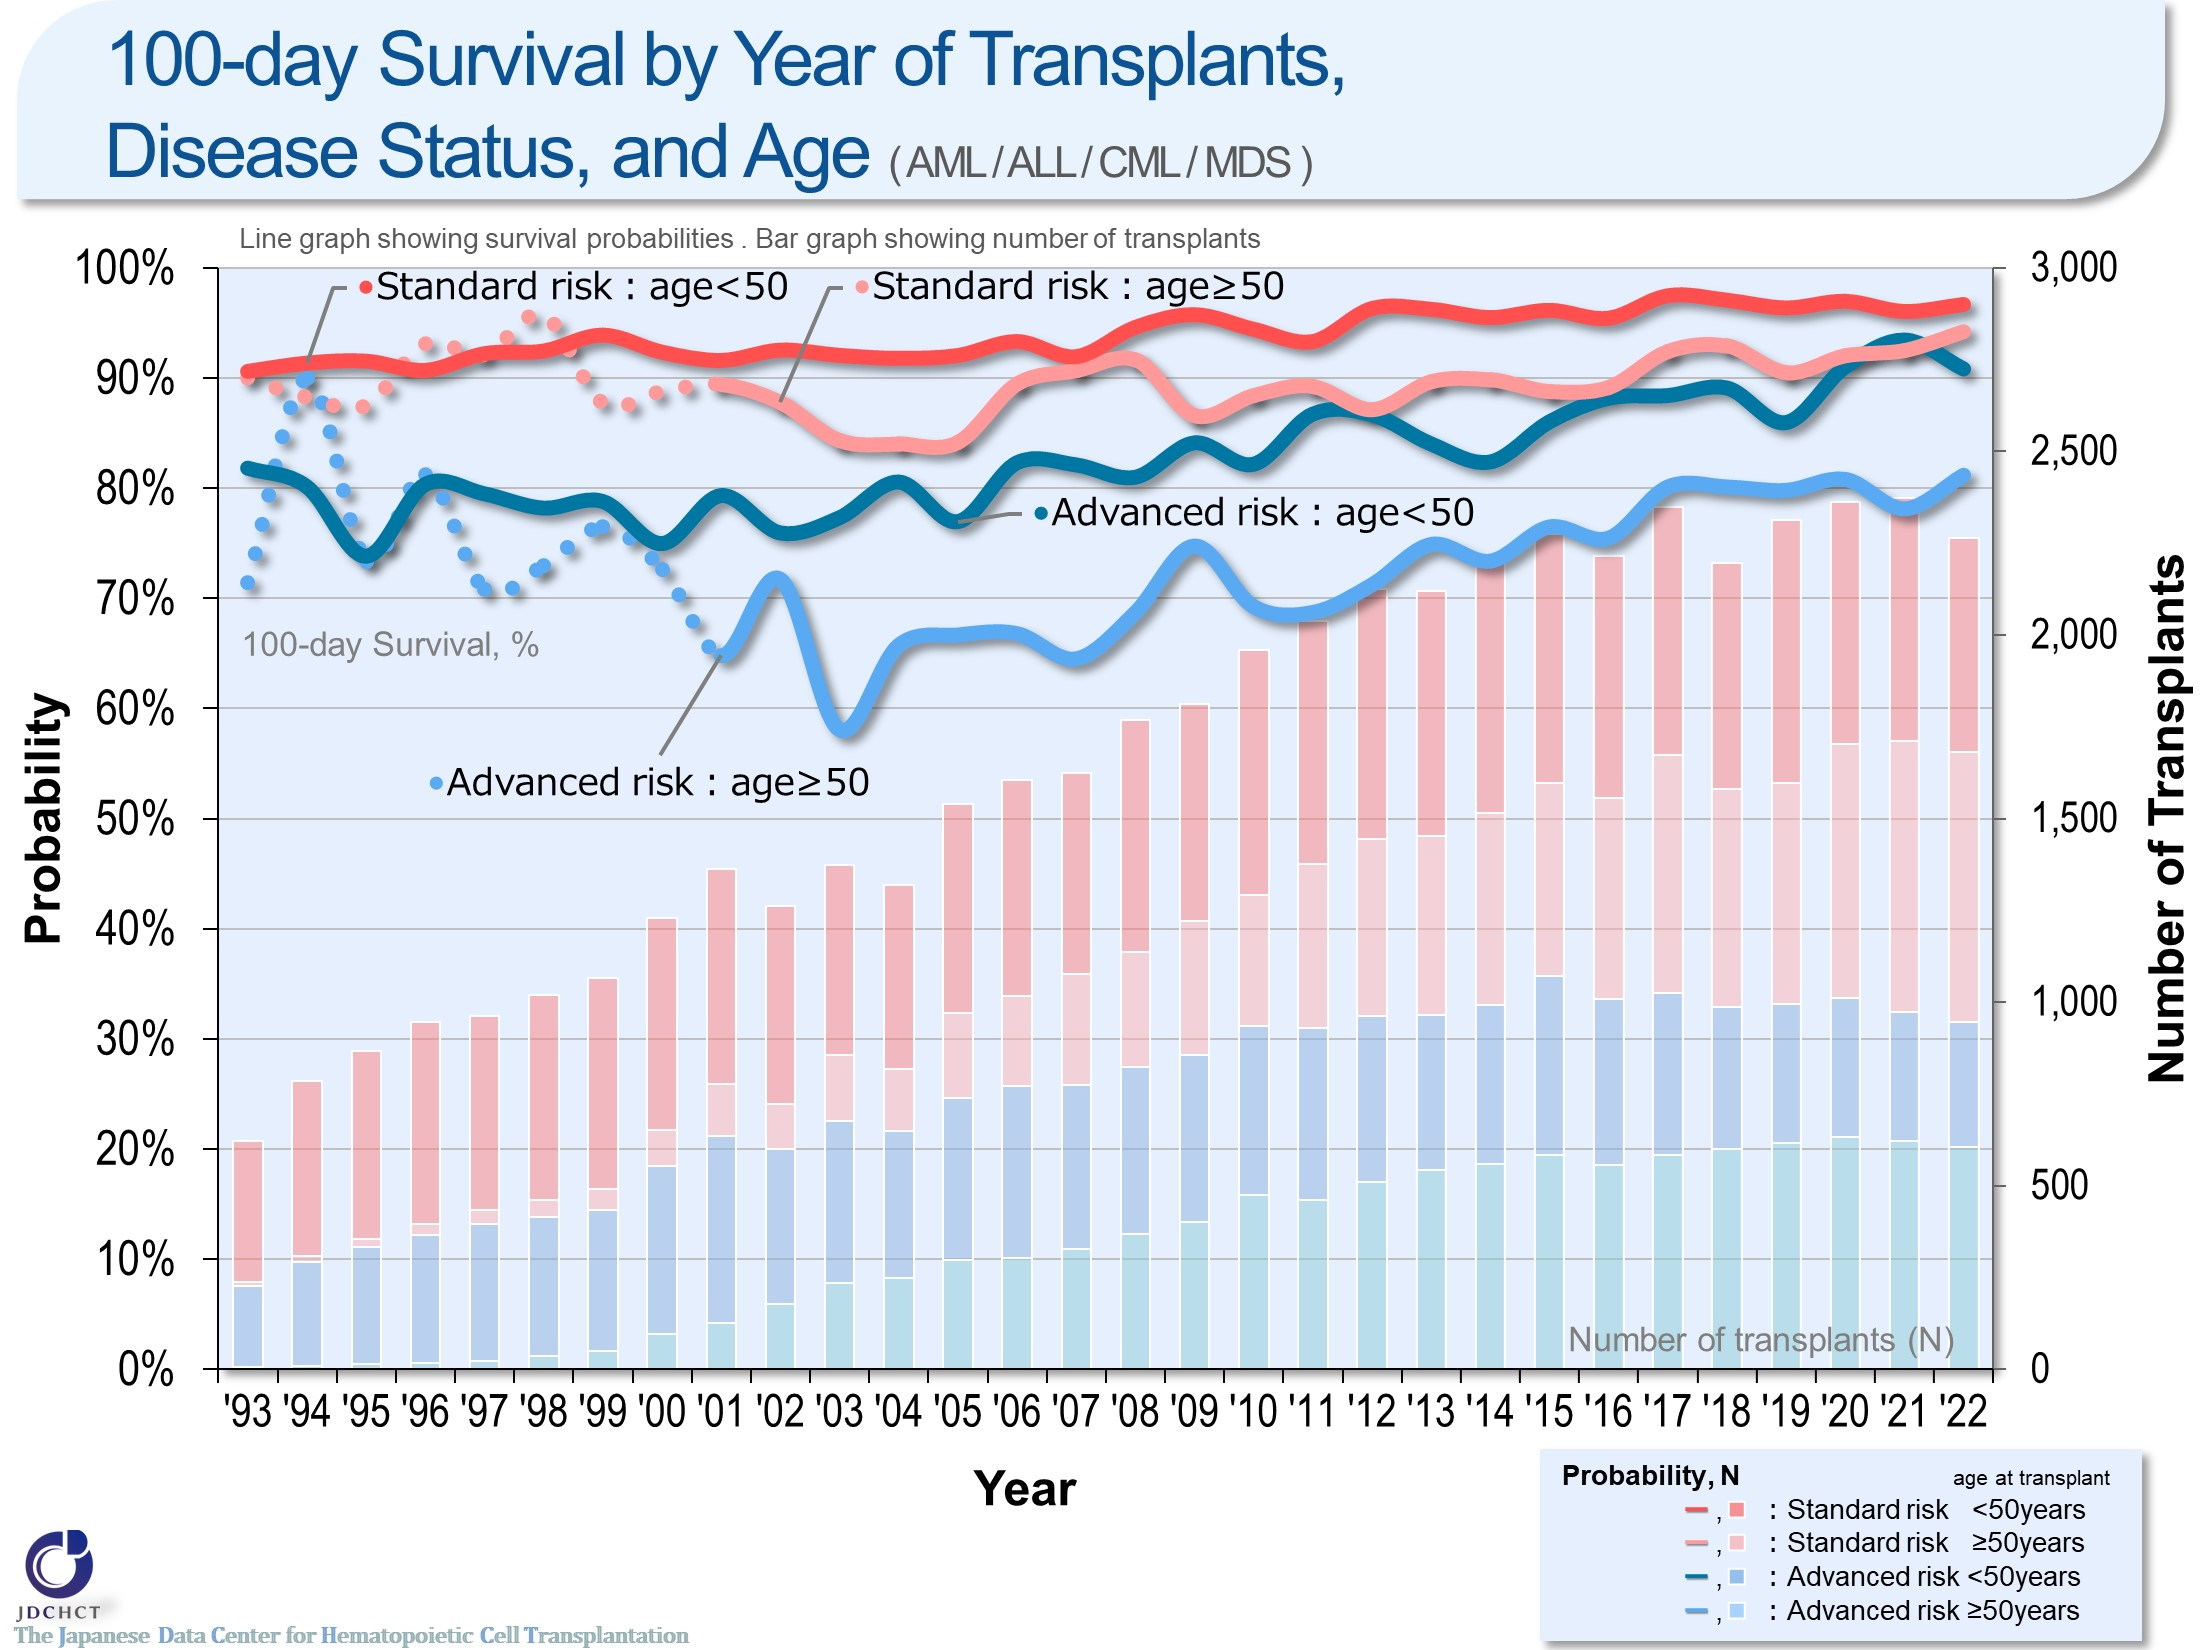 100-day Survival by Year of Transplants,
Disease Status, and Age ( AML / ALL / CML / MDS )
Line graph showing survival probabilities . Bar graph showing number of transplants
100%
90%
80%
70%
60%
50%
40%
30%
20%
10%
0%
Probability
Standard risk : age<50
Standard risk : age≥50
Advanced risk : age<50
100-day Survival, %
Advanced risk : age≥50
Number of transplants (N)
3,000
2,500
2,000
1,500
1,000
500
0
Number of Transplants
'93 '94 '95 '96 '97 '98 '99 '00 '01 '02 '03 '04 '05 '06 '07 '08 '09 '10 '11 '12 '13 '14 '15 '16 '17 '18 '19 '20 '21 '22
Year
Probability, N age at transplant
, : Standard risk <50years
, : Standard risk ≥50years
, : Advanced risk <50years
, : Advanced risk ≥50years
JDCHCT
The Japanese Data Center for Hematopoietic Cell Transplantation